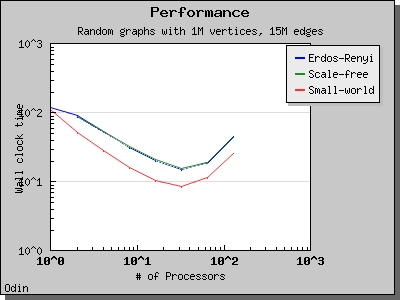 Performance
Random graphs with 1M vertices, 15M edges
Erdos-Renyi
Scale-free
Small-world
Wall clock time
10^3
10^2
10^1
10^0
10^0 10^1 10^2 10^3
# of Processors
Odin